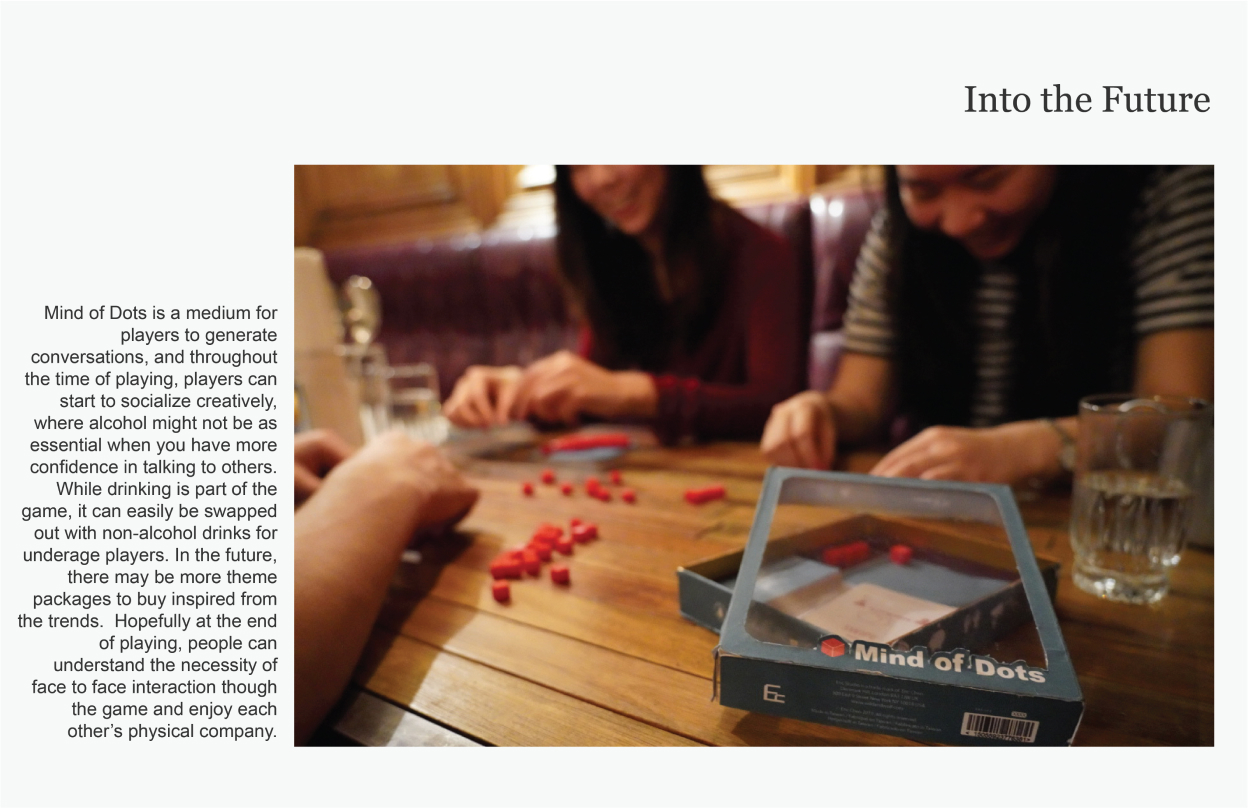 Into the Future
Mind of Dots is a medium for
players to generate
conversations, and throughout
the time of playing, players can
start to socialize creatively,
where alcohol might not be as
essential when you have more
confidence in talking to others.
While drinking is part of the
game, it can easily be swapped
out with non-alcohol drinks for
underage players. In the future,
there may be more theme
packages to buy inspired from
the trends.  Hopefully at the end
of playing, people can
understand the necessity of
face to face interaction though
the game and enjoy each
other’s physical company.
Mind of Dots